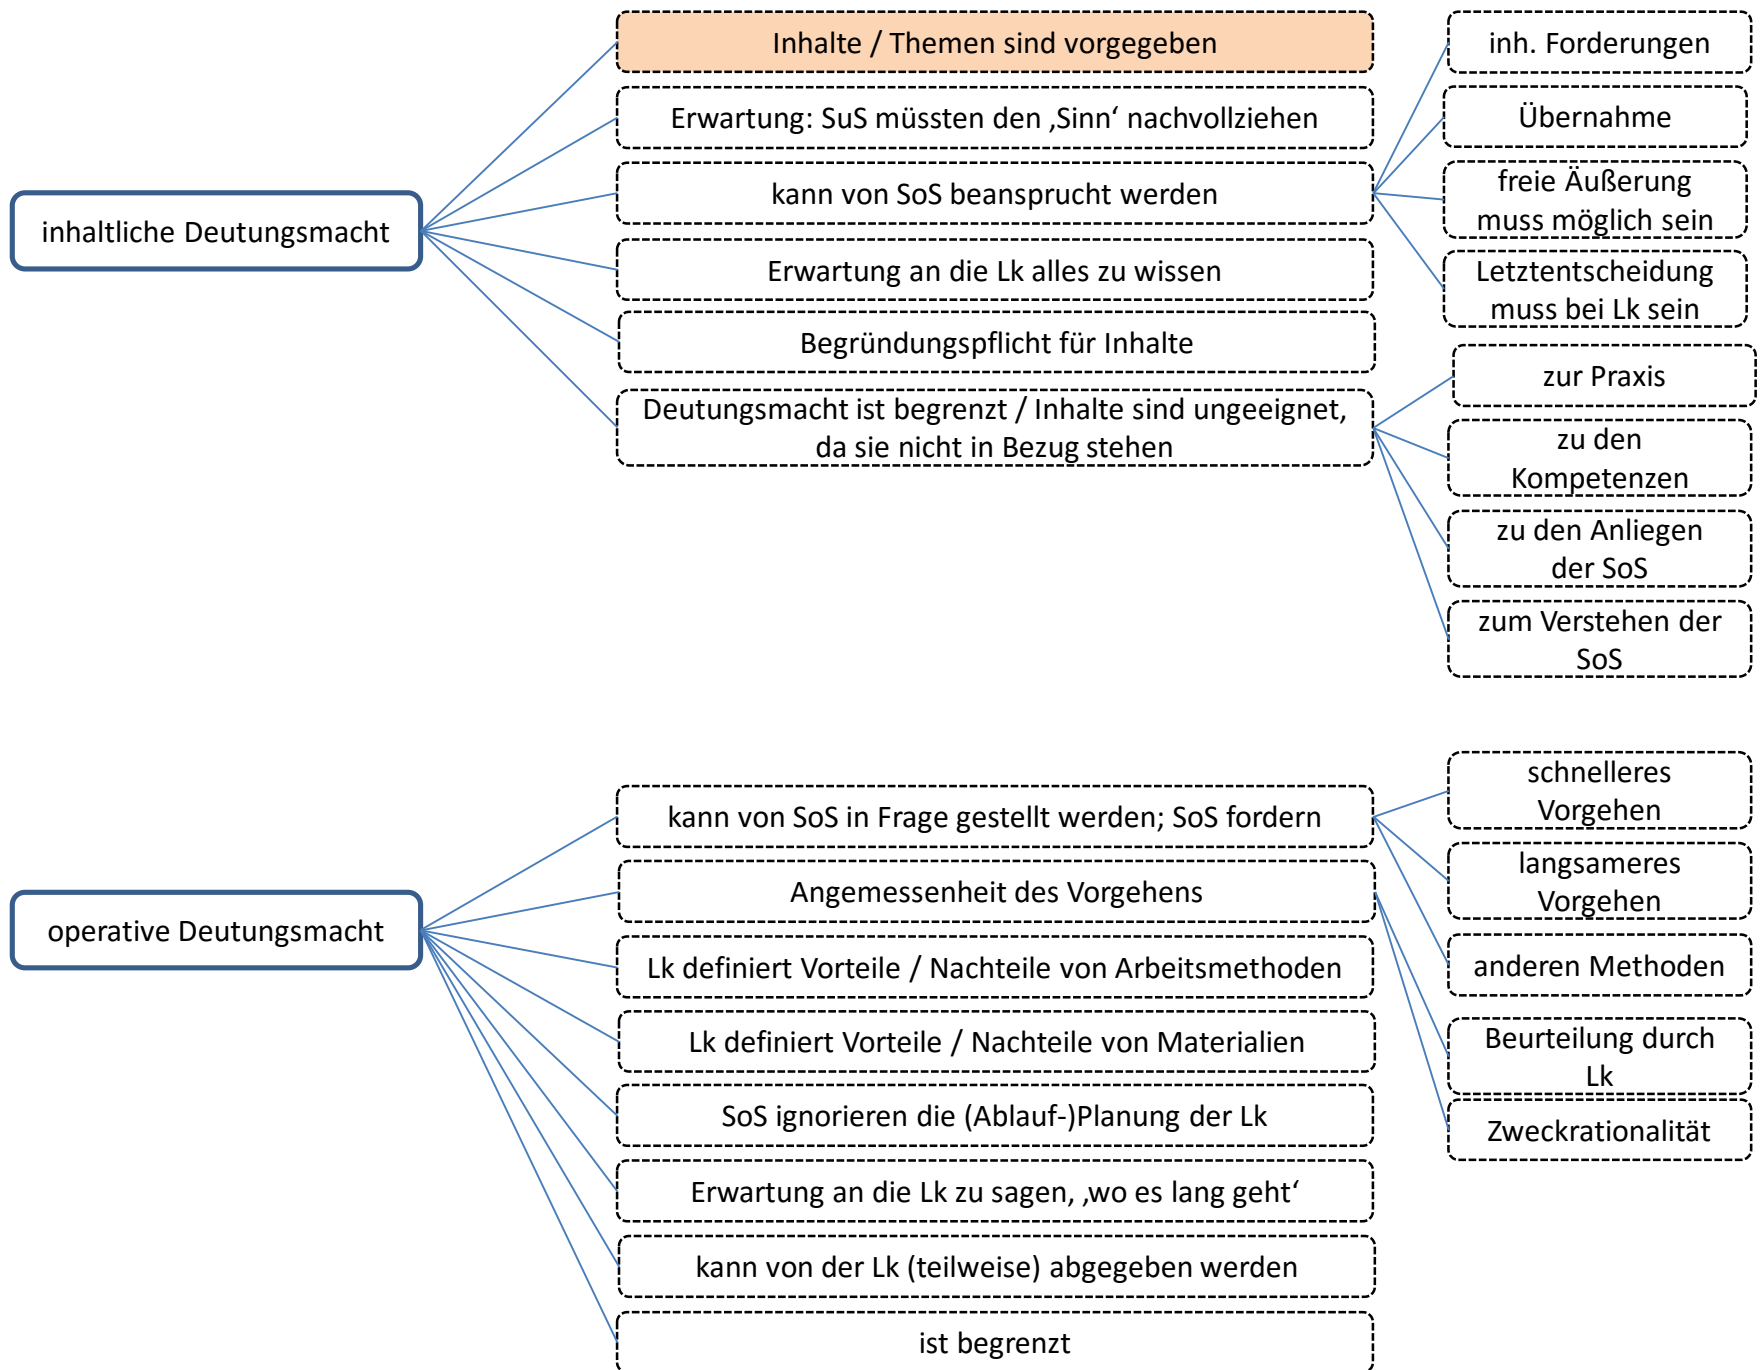 inhaltliche Deutungsmacht
Inhalte / Themen sind vorgegeben
Erwartung: SuS müssten den ‚Sinn‘ nachvollziehen
kann von SoS beansprucht werden
inh. Forderungen
Übernahme
freie Äußerung
muss möglich sein
Letztentscheidung
muss bei Lk sein
Erwartung an die Lk alles zu wissen
Begründungspflicht für Inhalte
Deutungsmacht ist begrenzt / Inhalte sind ungeeignet,
da sie nicht in Bezug stehen
zur Praxis
zu den
Kompetenzen
zu den Anliegen
der SoS
zum Verstehen der
SoS
operative Deutungsmacht
kann von SoS in Frage gestellt werden; SoS fordern
schnelleres
Vorgehen
langsameres
Vorgehen
anderen Methoden
Angemessenheit des Vorgehens
Beurteilung durch
Lk
Zweckrationalität
Lk definiert Vorteile / Nachteile von Arbeitsmethoden
Lk definiert Vorteile / Nachteile von Materialien
SoS ignorieren die (Ablauf-)Planung der Lk
Erwartung an die Lk zu sagen, ‚wo es lang geht‘
kann von der Lk (teilweise) abgegeben werden
ist begrenzt